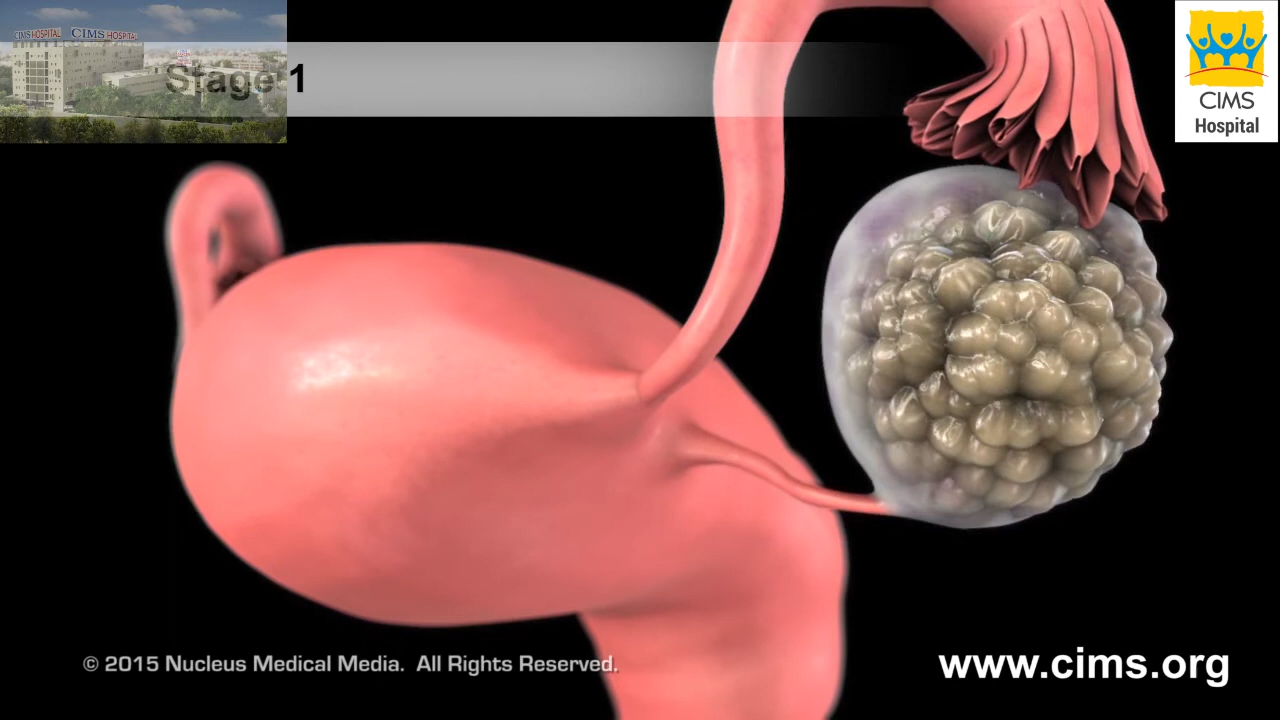 CIMS HOSPITAL CIMS HOSPITAL
Stage 1
CIMS
Hospital
© 2015 Nucleus Medical Media. All Rights Reserved.
www.cims.org